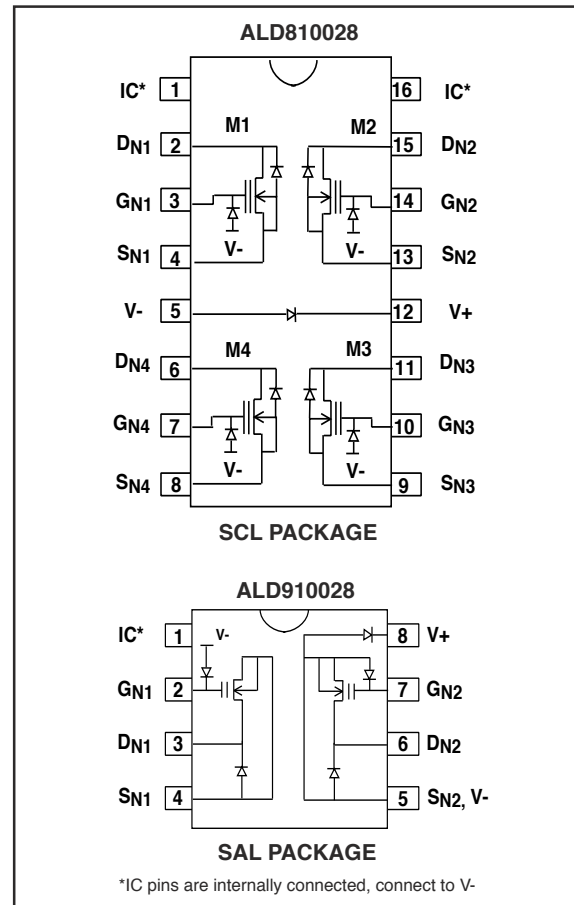 ALD810028
IC* 1 16 IC*
M1 M2
DN1 2 15 DN2
GN1 3 14 GN2
V- V-
SN1 4 13 SN2
V- 5 12 V+
M4 M3
DN4 6 11 DN3
GN4 7 10 GN3
V- V-
SN4 8 9 SN3
SCL PACKAGE
ALD910028
IC* 1 V- 8 V+
GN1 2 7 GN2
DN1 3 6 DN2
SN1 4 5 SN2, V-
SAL PACKAGE
*IC pins are internally connected, connect to V-